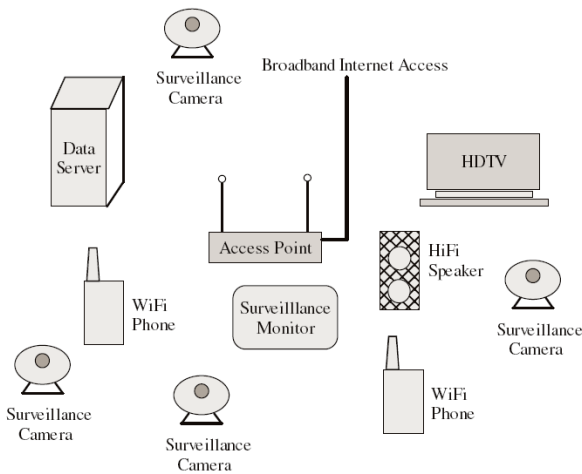 Surveillance
Camera
Broadband Internet Access
Data
Server
HDTV
Access Point
HiFi
Speaker
WiFi
Phone
Surveilllance
Monitor
Surveillance
Camera
Surveillance
Camera
WiFi
Phone
Surveillance
Camera